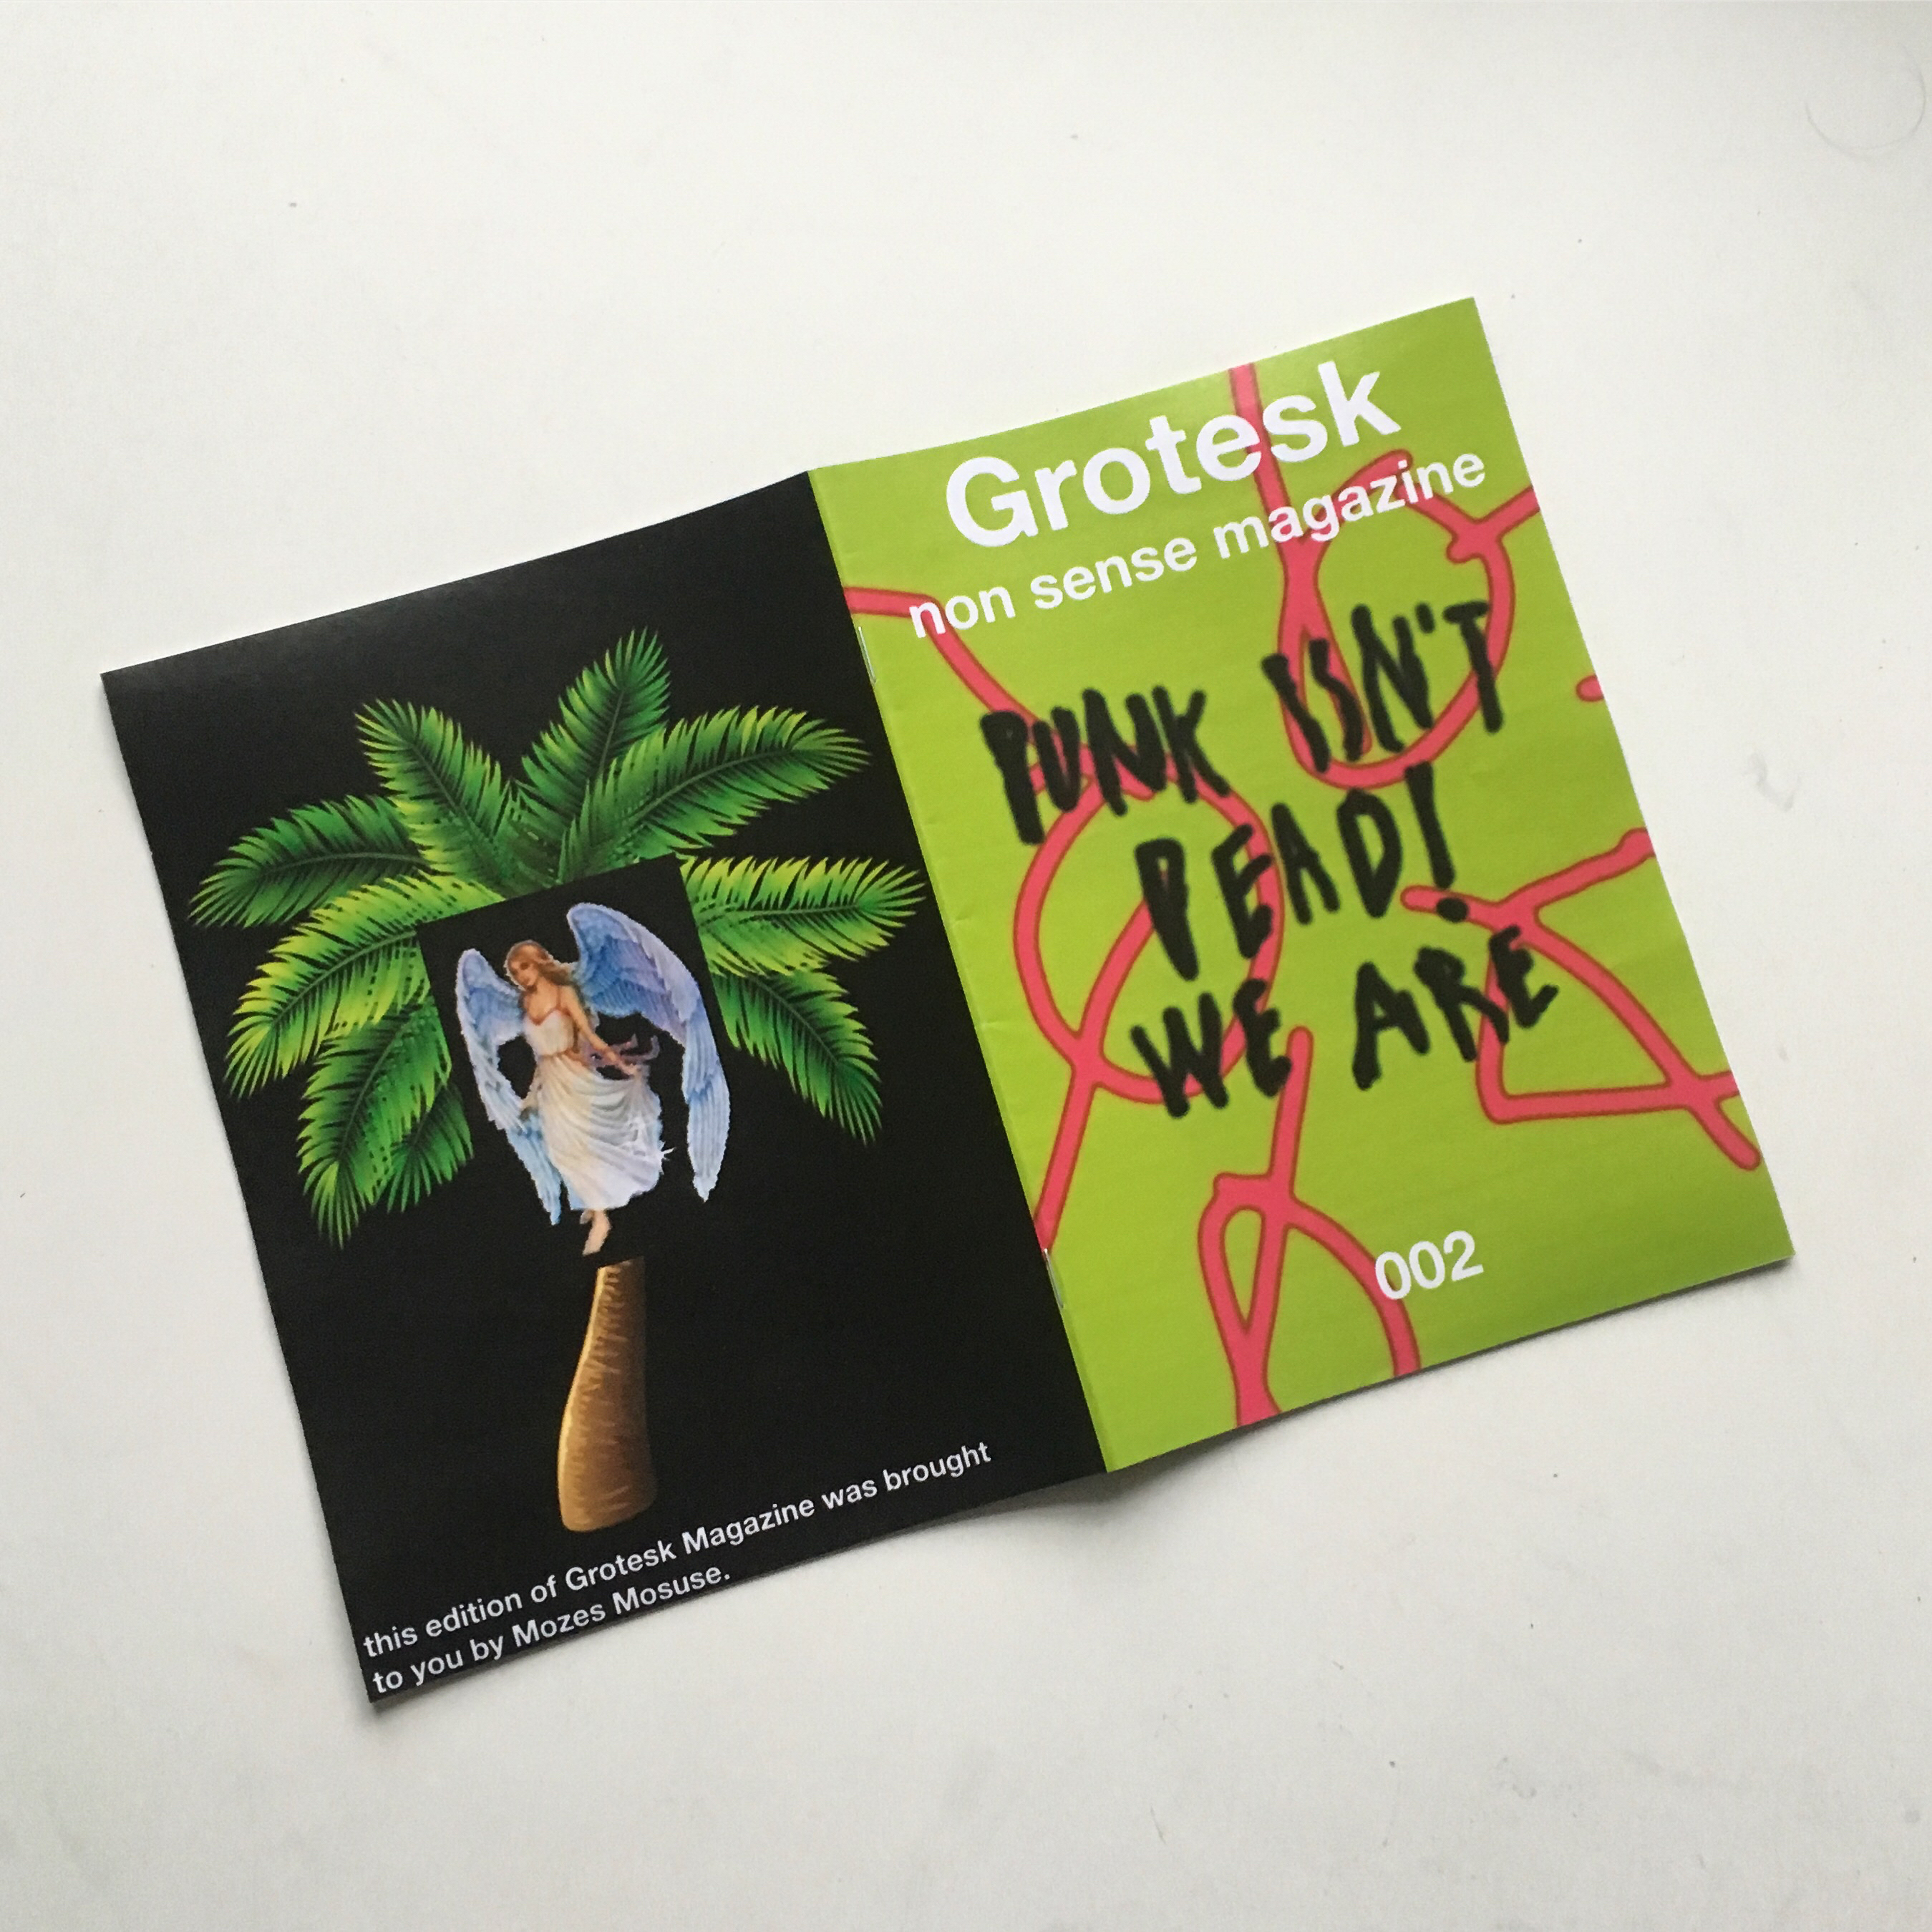 Grotesk
non sense magazine
PUNK ISN'T
DEAD!
WE ARE
002
this edition of Grotesk Magazine was brought
to you by Mozes Mosuse.